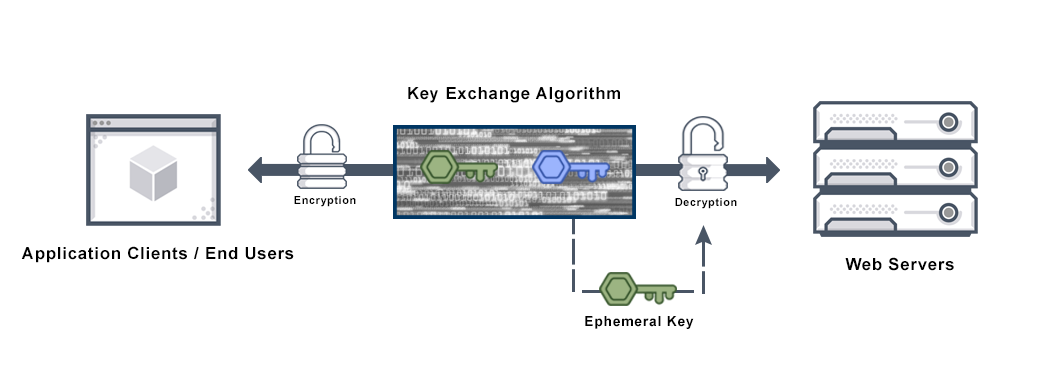 Key Exchange Algorithm
Encryption
Decryption
Application Clients / End Users
Web Servers
Ephemeral Key